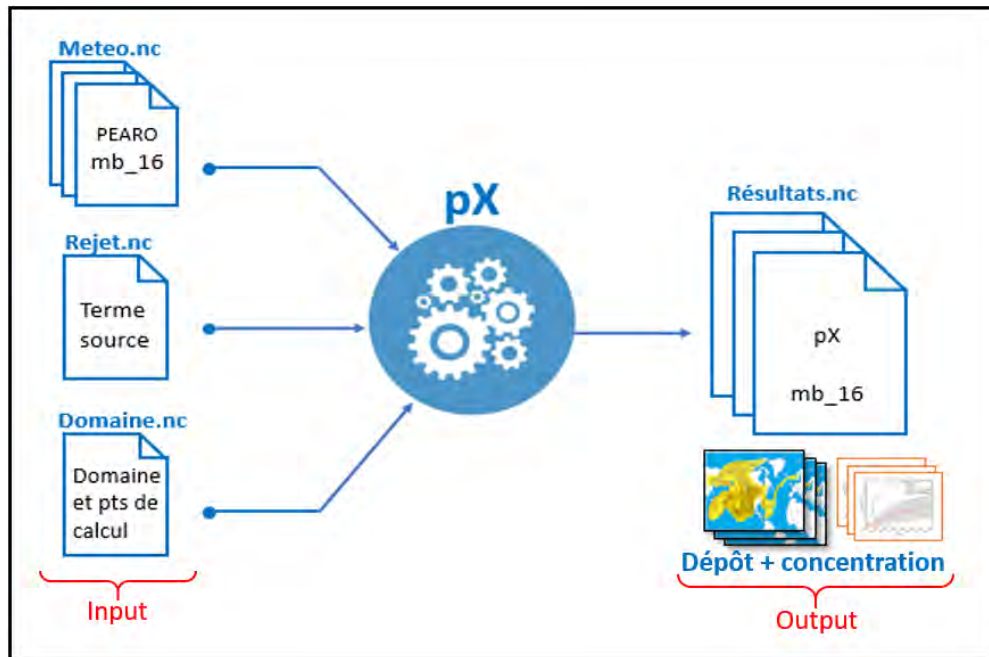 Meteo.nc
PEARO
mb_16
Rejet.nc
Terme
source
Domaine.nc
Domaine
et pts de
calcul
Input
pX
Résultats.nc
pX
mb_16
Dépôt + concentration
Output